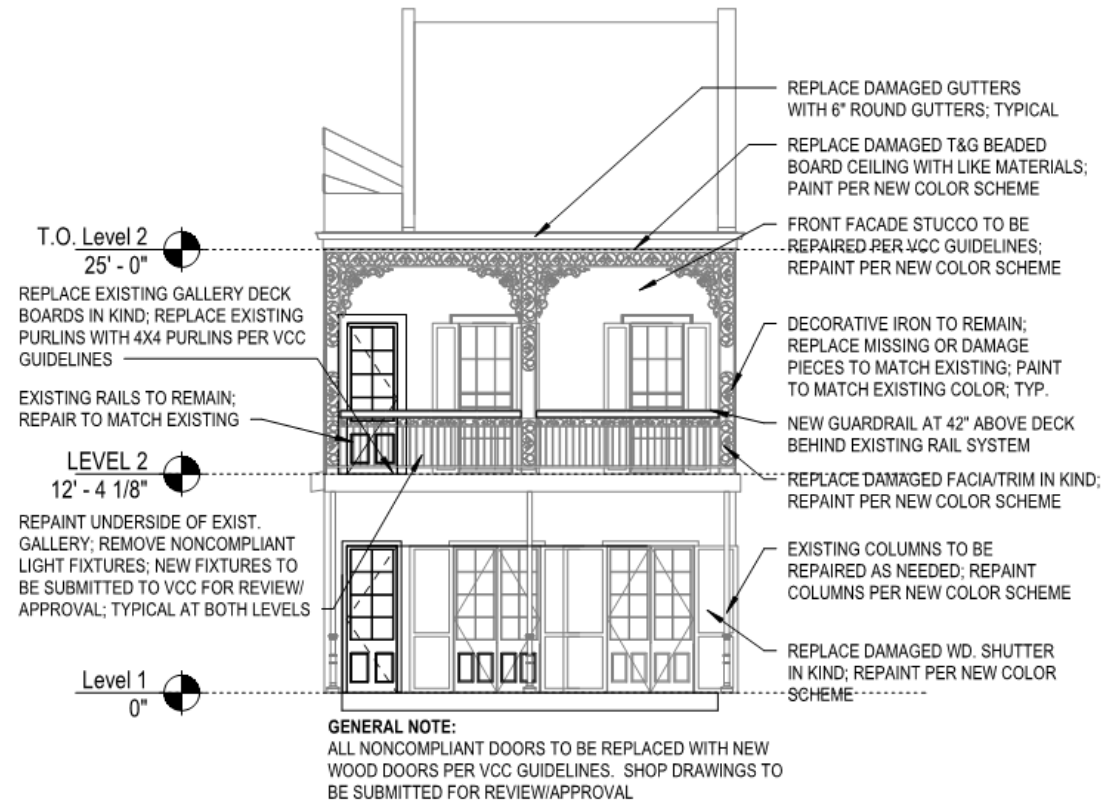 REPLACE DAMAGED GUTTERS
WITH 6" ROUND GUTTERS; TYPICAL
REPLACE DAMAGED T&G BEADED
BOARD CEILING WITH LIKE MATERIALS;
PAINT PER NEW COLOR SCHEME
FRONT FACADE STUCCO TO BE
REPAIRED PER VCC GUIDELINES;
REPAINT PER NEW COLOR SCHEME
DECORATIVE IRON TO REMAIN;
REPLACE MISSING OR DAMAGE
PIECES TO MATCH EXISTING; PAINT
TO MATCH EXISTING COLOR; TYP.
NEW GUARDRAIL AT 42" ABOVE DECK
BEHIND EXISTING RAIL SYSTEM
REPLACE DAMAGED FACIA/TRIM IN KIND;
REPAINT PER NEW COLOR SCHEME
EXISTING COLUMNS TO BE
REPAIRED AS NEEDED; REPAINT
COLUMNS PER NEW COLOR SCHEME
REPLACE DAMAGED WD. SHUTTER
IN KIND; REPAINT PER NEW COLOR
SCHEME
T.O. Level 2
25' - 0"
REPLACE EXISTING GALLERY DECK
BOARDS IN KIND; REPLACE EXISTING
PURLINS WITH 4X4 PURLINS PER VCC
GUIDELINES
EXISTING RAILS TO REMAIN;
REPAIR TO MATCH EXISTING
LEVEL 2
12' - 4 1/8"
REPAINT UNDERSIDE OF EXIST.
GALLERY; REMOVE NONCOMPLIANT
LIGHT FIXTURES; NEW FIXTURES TO
BE SUBMITTED TO VCC FOR REVIEW/
APPROVAL; TYPICAL AT BOTH LEVELS
Level 1
0"
GENERAL NOTE:
ALL NONCOMPLIANT DOORS TO BE REPLACED WITH NEW
WOOD DOORS PER VCC GUIDELINES. SHOP DRAWINGS TO
BE SUBMITTED FOR REVIEW/APPROVAL